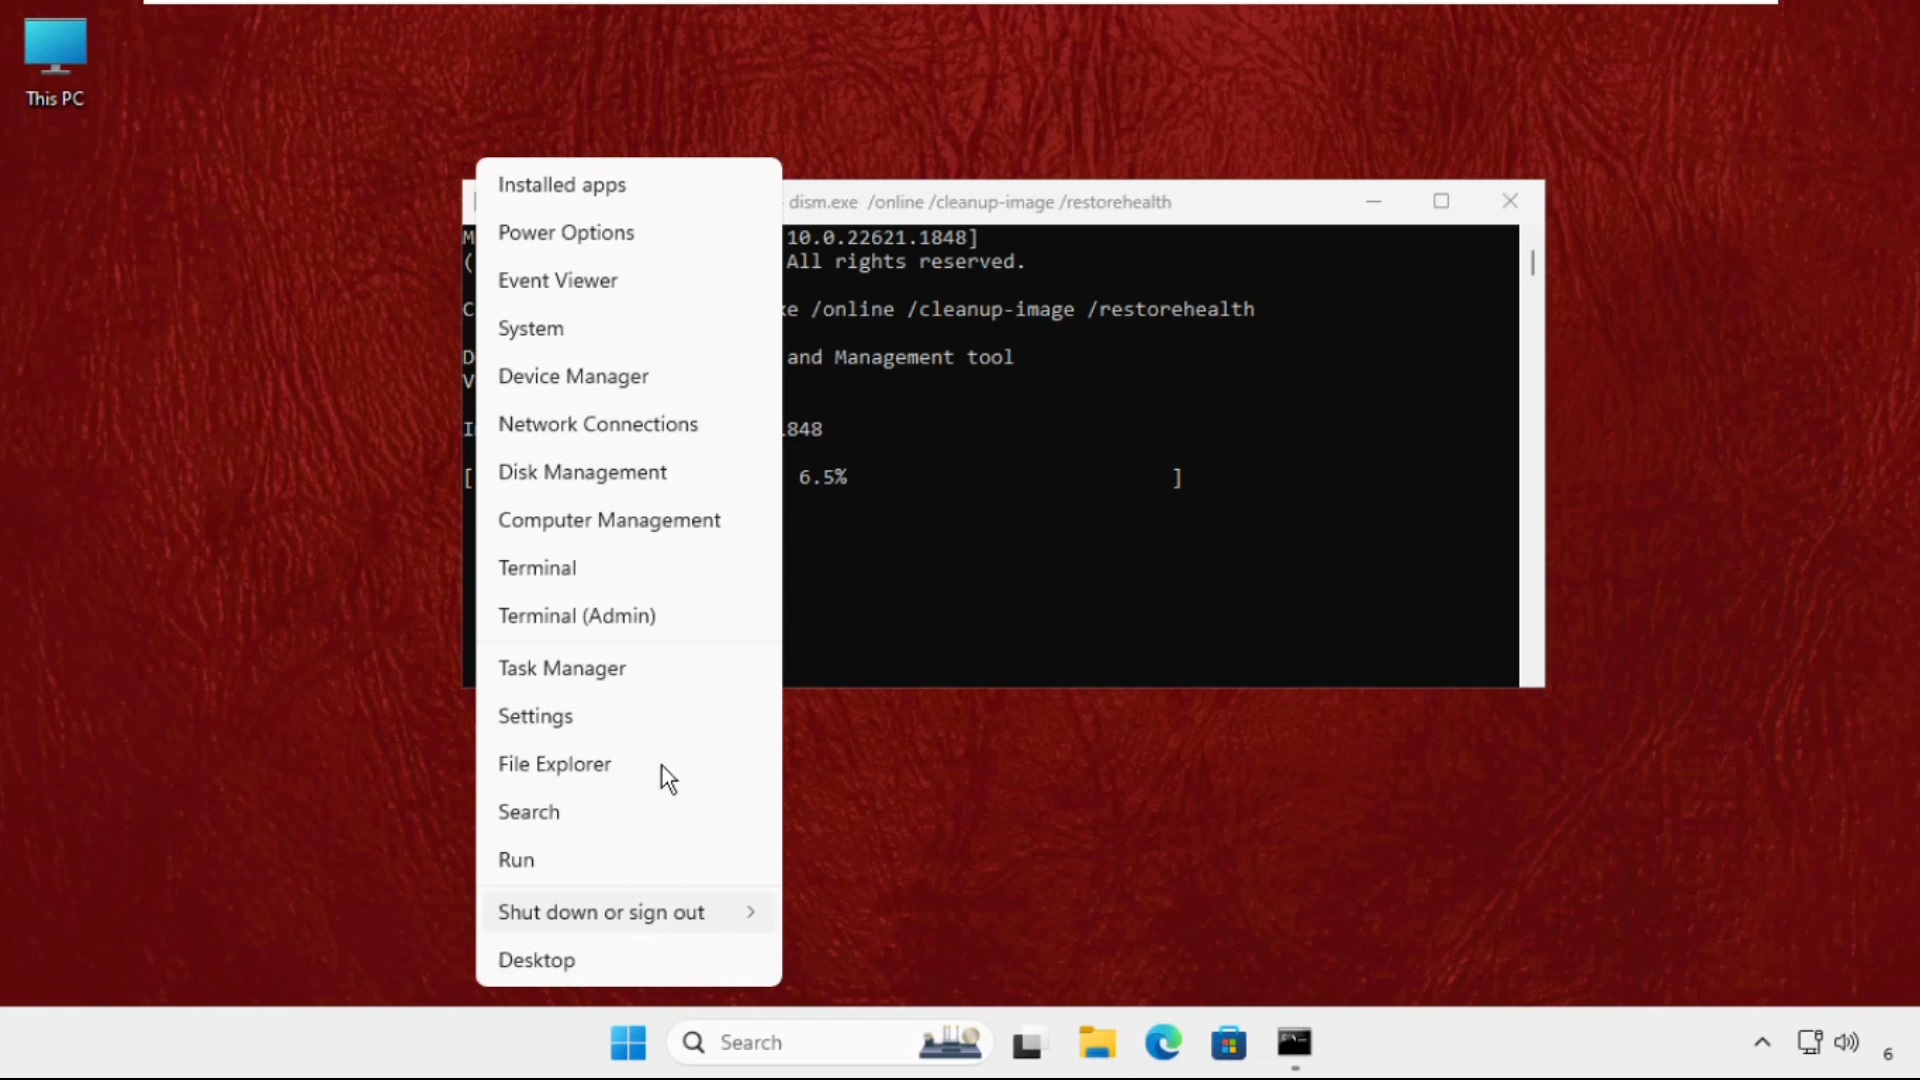 This PC
Installed apps
Power Options
Event Viewer
System
Device Manager
Network Connections
Disk Management
Computer Management
Terminal
Terminal (Admin)
Task Manager
Settings
File Explorer
Search
Run
Shut down or sign out
Desktop
dism.exe /online /cleanup-image /restorehealth
M 10.0.22621.1848]
( All rights reserved.
C xe /online /cleanup-image /restorehealth
D and Management tool
V
I .848
[ 6.5% ]
Search
6